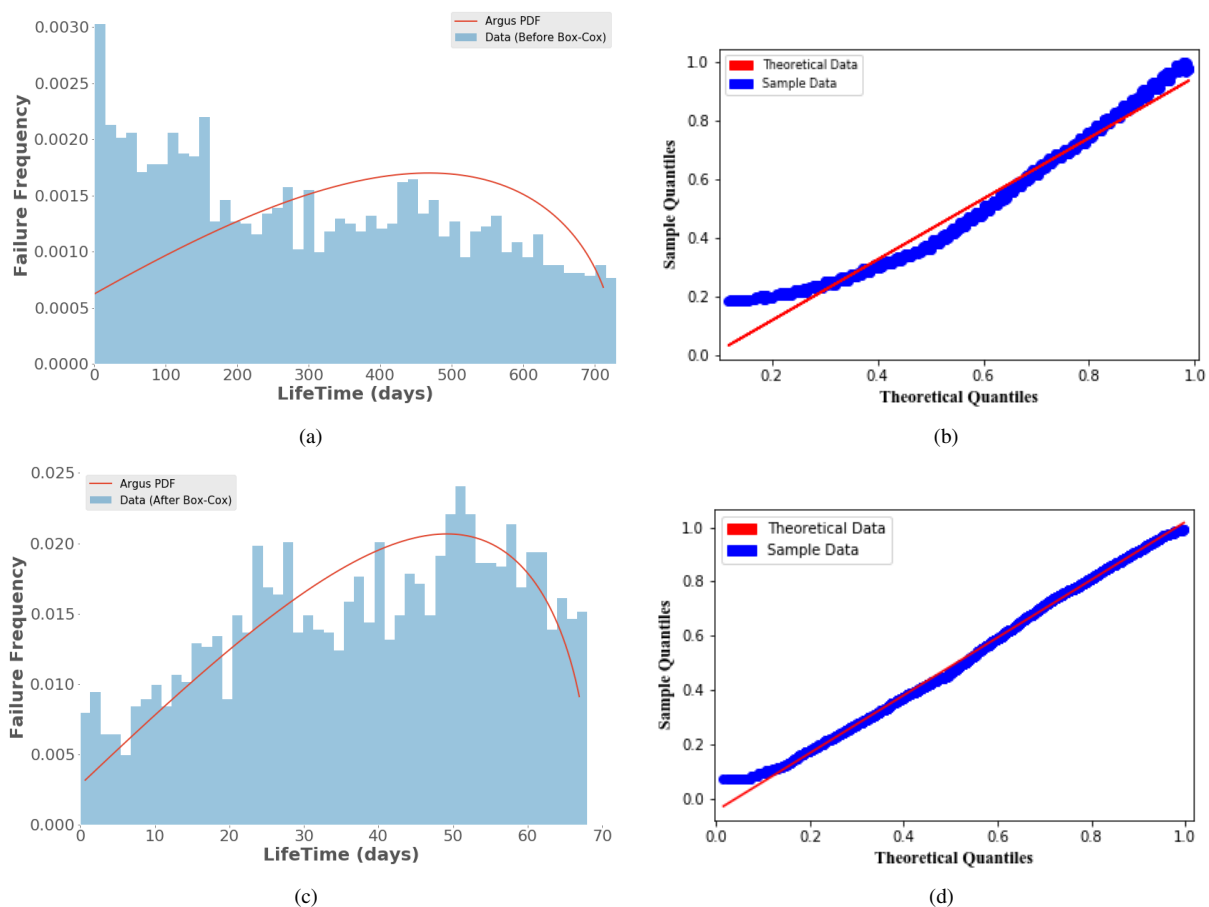 0.0030
0.0025
0.0020
0.0015
0.0010
0.0005
0.0000
Failure Frequency
Argus PDF
Data (Before Box-Cox)
0 100 200 300 400 500 600 700
LifeTime (days)
(a)
1.0
0.8
0.6
0.4
0.2
0.0
Sample Quantiles
Theoretical Data
Sample Data
0.2 0.4 0.6 0.8 1.0
Theoretical Quantiles
(b)
0.025
0.020
0.015
0.010
0.005
0.000
Failure Frequency
Argus PDF
Data (After Box-Cox)
0 10 20 30 40 50 60 70
LifeTime (days)
(c)
1.0
0.8
0.6
0.4
0.2
0.0
Sample Quantiles
Theoretical Data
Sample Data
0.0 0.2 0.4 0.6 0.8 1.0
Theoretical Quantiles
(d)